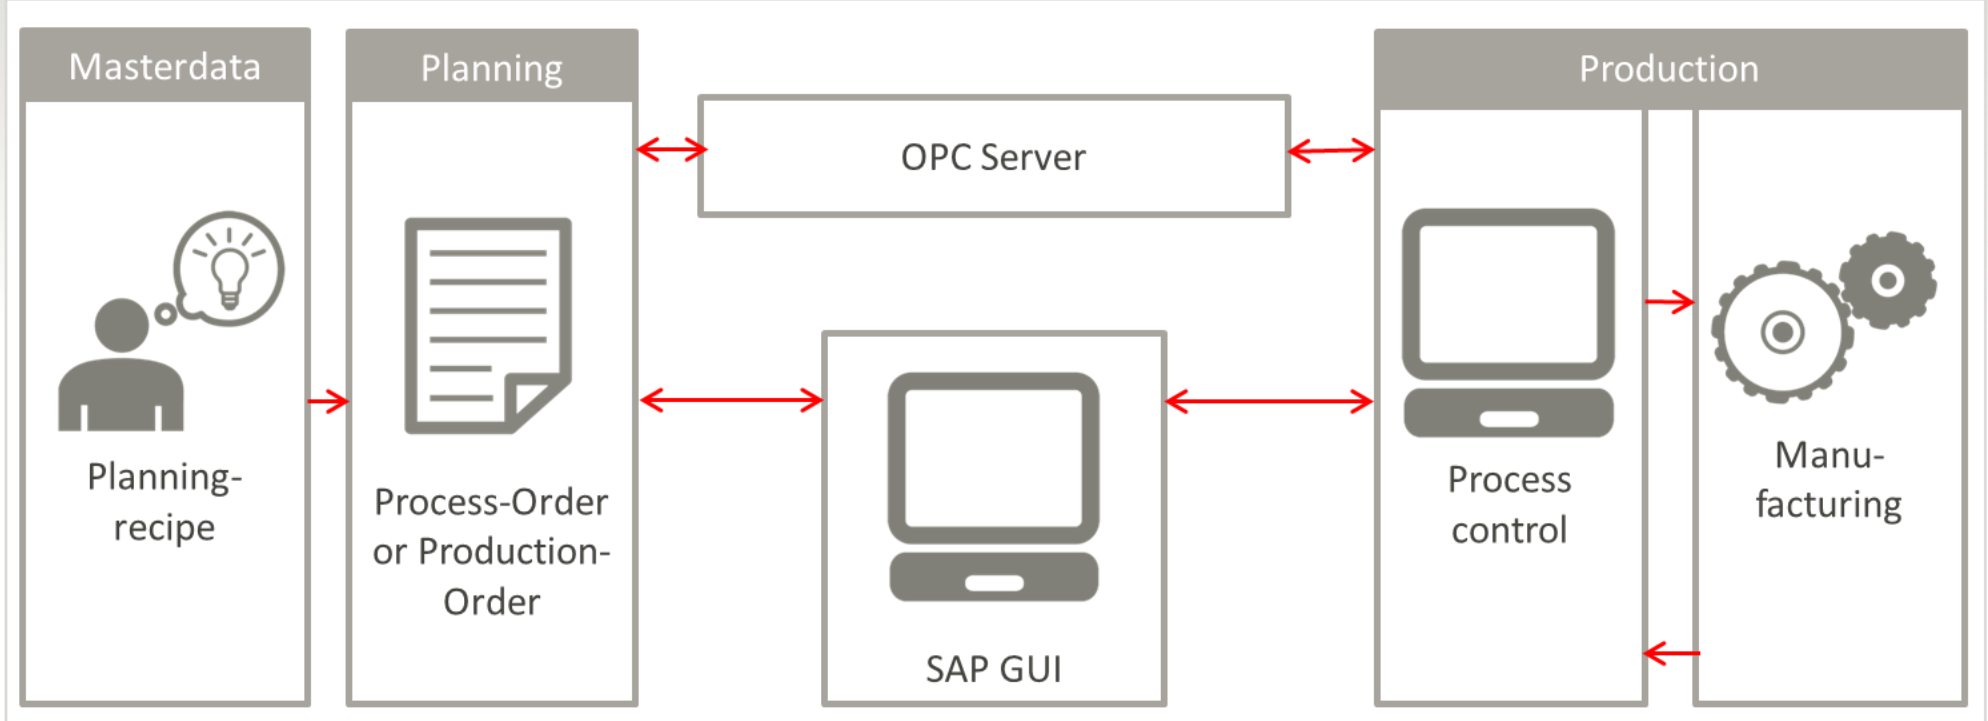 Masterdata
Planning-
recipe
Planning
Process-Order
or Production-
Order
OPC Server
SAP GUI
Production
Process
control
Manu-
facturing